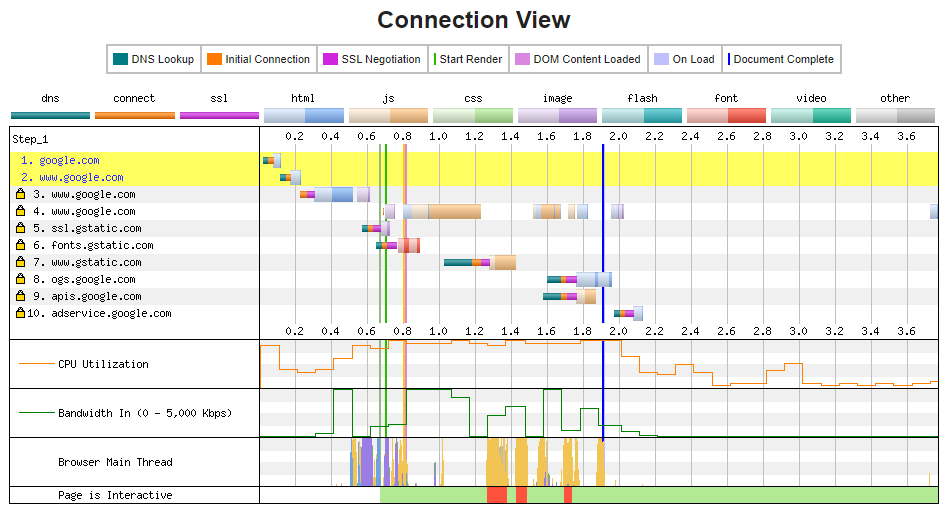 Connection View
DNS Lookup Initial Connection SSL Negotiation Start Render DOM Content Loaded On Load Document Complete
dns connect ssl html js css image flash font video other
Step_1 0.2 0.4 0.6 0.8 1.0 1.2 1.4 1.6 1.8 2.0 2.2 2.4 2.6 2.8 3.0 3.2 3.4 3.6
1. google.com
2. www.google.com
3. www.google.com
4. www.google.com
5. ssl.gstatic.com
6. fonts.gstatic.com
7. www.gstatic.com
8. ogs.google.com
9. apis.google.com
10. adservice.google.com
0.2 0.4 0.6 0.8 1.0 1.2 1.4 1.6 1.8 2.0 2.2 2.4 2.6 2.8 3.0 3.2 3.4 3.6
CPU Utilization
Bandwidth In (0 - 5,000 Kbps)
Browser Main Thread
Page is Interactive